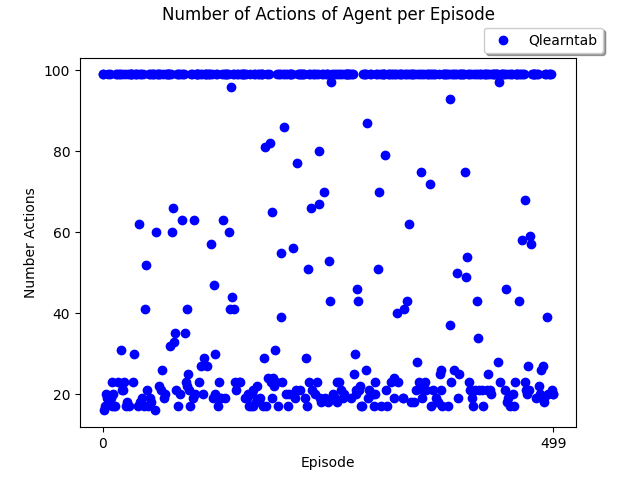 Number of Actions of Agent per Episode
Qlearntab
100
80
60
40
20
Number Actions
0
499
Episode